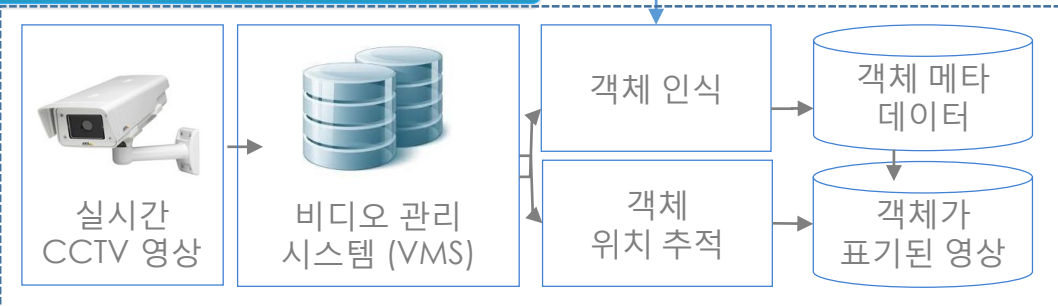 실시간
CCTV 영상
비디오 관리
시스템 (VMS)
객체 인식
객체
위치 추적
객체 메타
데이터
객체가
표기된 영상